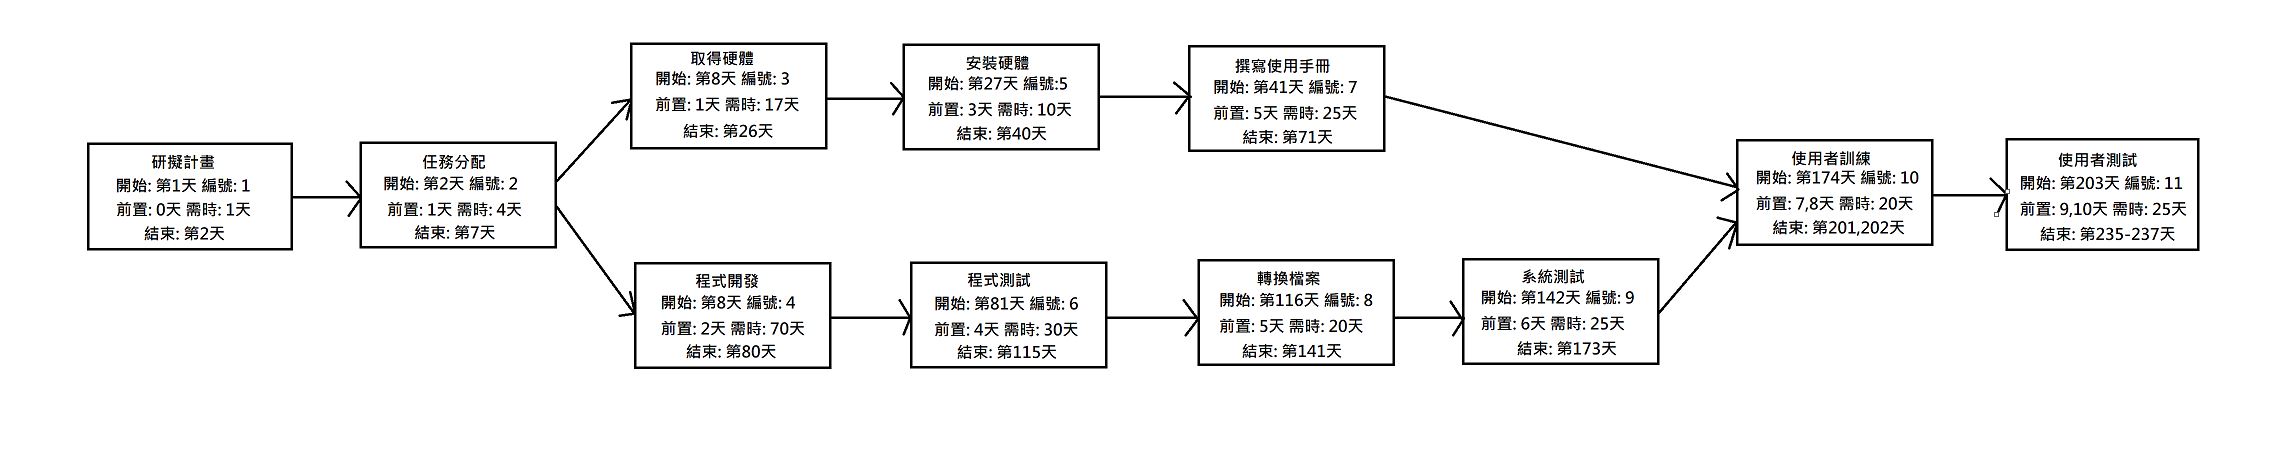 研擬計畫
開始: 第1天 編號: 1
前置: 0天 需時: 1天
結束: 第2天
任務分配
開始: 第2天 編號: 2
前置: 1天 需時: 4天
結束: 第7天
取得硬體
開始: 第8天 編號: 3
前置: 1天 需時: 17天
結束: 第26天
安裝硬體
開始: 第27天 編號:5
前置: 3天 需時: 10天
結束: 第40天
撰寫使用手冊
開始: 第41天 編號: 7
前置: 5天 需時: 25天
結束: 第71天
程式開發
開始: 第8天 編號: 4
前置: 2天 需時: 70天
結束: 第80天
程式測試
開始: 第81天 編號: 6
前置: 4天 需時: 30天
結束: 第115天
轉換檔案
開始: 第116天 編號: 8
前置: 5天 需時: 20天
結束: 第141天
系統測試
開始: 第142天 編號: 9
前置: 6天 需時: 25天
結束: 第173天
使用者訓練
開始: 第174天 編號: 10
前置: 7,8天 需時: 20天
結束: 第201,202天
使用者測試
開始: 第203天 編號: 11
前置: 9,10天 需時: 25天
結束: 第235-237天